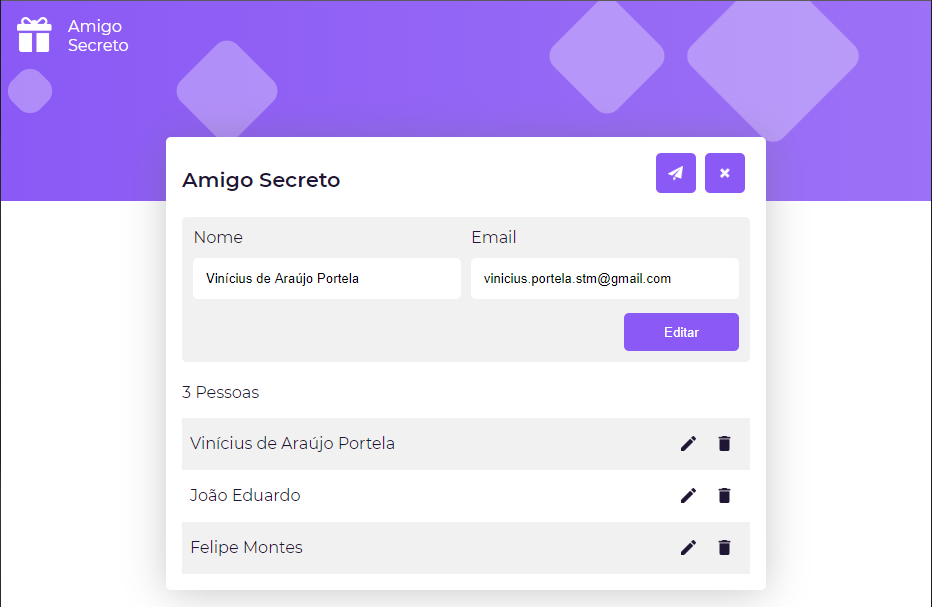 Amigo
Secreto
Amigo Secreto
Nome
Email
Vinícius de Araújo Portela
vinicius.portela.stm@gmail.com
Editar
3 Pessoas
Vinícius de Araújo Portela
João Eduardo
Felipe Montes